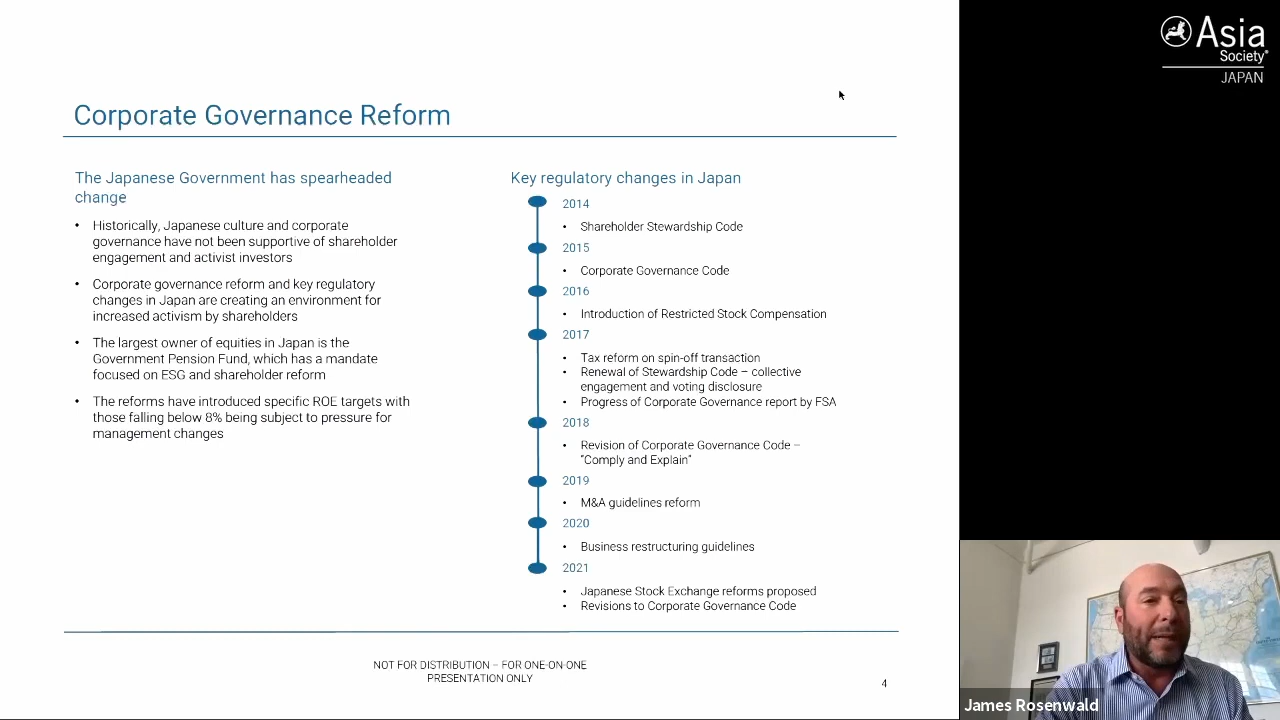 Corporate Governance Reform
The Japanese Government has spearheaded
change
• Historically, Japanese culture and corporate
governance have not been supportive of shareholder
engagement and activist investors
• Corporate governance reform and key regulatory
changes in Japan are creating an environment for
increased activism by shareholders
• The largest owner of equities in Japan is the
Government Pension Fund, which has a mandate
focused on ESG and shareholder reform
• The reforms have introduced specific ROE targets with
those falling below 8% being subject to pressure for
management changes
Key regulatory changes in Japan
2014
• Shareholder Stewardship Code
2015
• Corporate Governance Code
2016
• Introduction of Restricted Stock Compensation
2017
• Tax reform on spin-off transaction
• Renewal of Stewardship Code – collective
engagement and voting disclosure
• Progress of Corporate Governance report by FSA
2018
• Revision of Corporate Governance Code –
“Comply and Explain”
2019
• M&A guidelines reform
2020
• Business restructuring guidelines
2021
• Japanese Stock Exchange reforms proposed
• Revisions to Corporate Governance Code
NOT FOR DISTRIBUTION – FOR ONE-ON-ONE
PRESENTATION ONLY
4
Asia
Society®
JAPAN
James Rosenwald